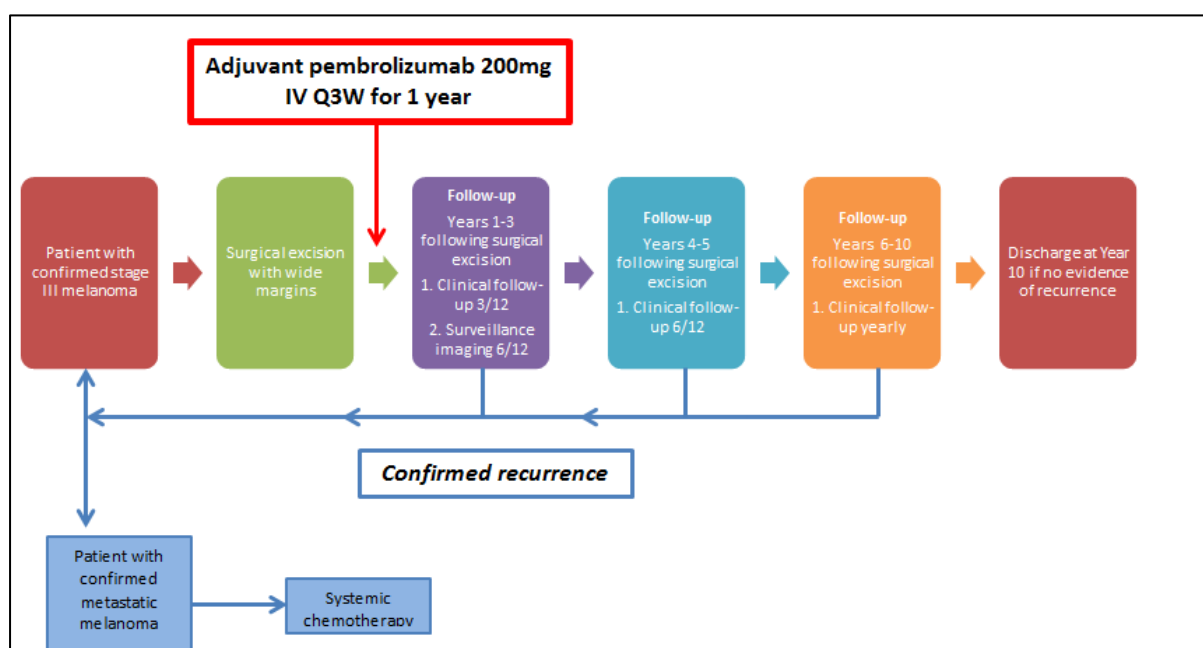 Adjuvant pembrolizumab 200mg
IV Q3W for 1 year
Patient with
confirmed stage
III melanoma
Surgical excision
with wide
margins
Follow-up
Years 1-3
following surgical
excision
1. Clinical follow-
up 3/12
2. Surveillance
imaging 6/12
Follow-up
Years 4-5
following surgical
excision
1. Clinical follow-
up 6/12
Follow-up
Years 6-10
following surgical
excision
1. Clinical follow-
up yearly
Discharge at Year
10 if no evidence
of recurrence
Confirmed recurrence
Patient with
confirmed
metastatic
melanoma
Systemic
chemotherapy